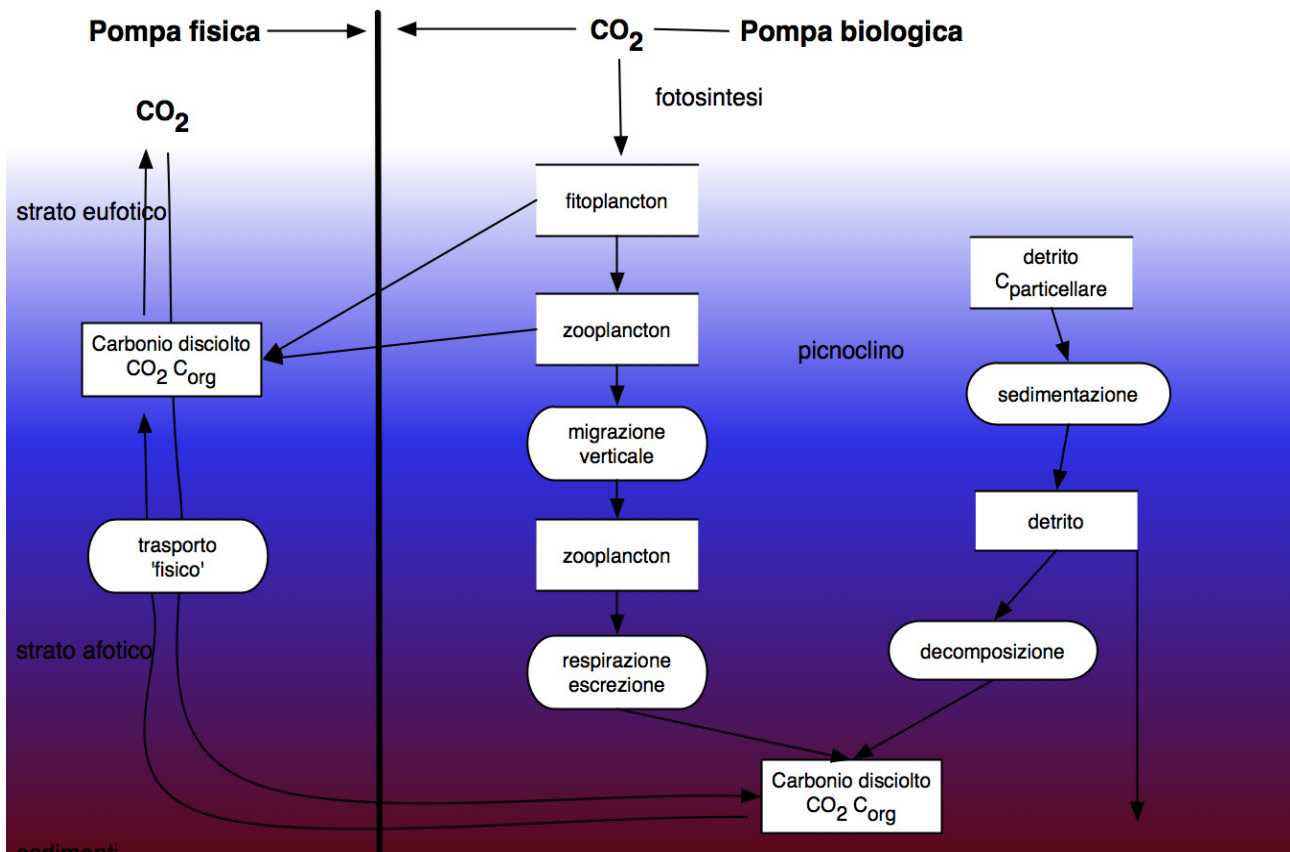 Pompa fisica
CO2
Pompa biologica
fotosintesi
CO2
strato eufotico
fitoplancton
detrito
Cparticellare
Carbonio disciolto
CO2 Corg
zooplancton
picnoclino
sedimentazione
migrazione
verticale
detrito
trasporto
'fisico'
zooplancton
strato afotico
respirazione
escrezione
decomposizione
Carbonio disciolto
CO2 Corg
sedimenti